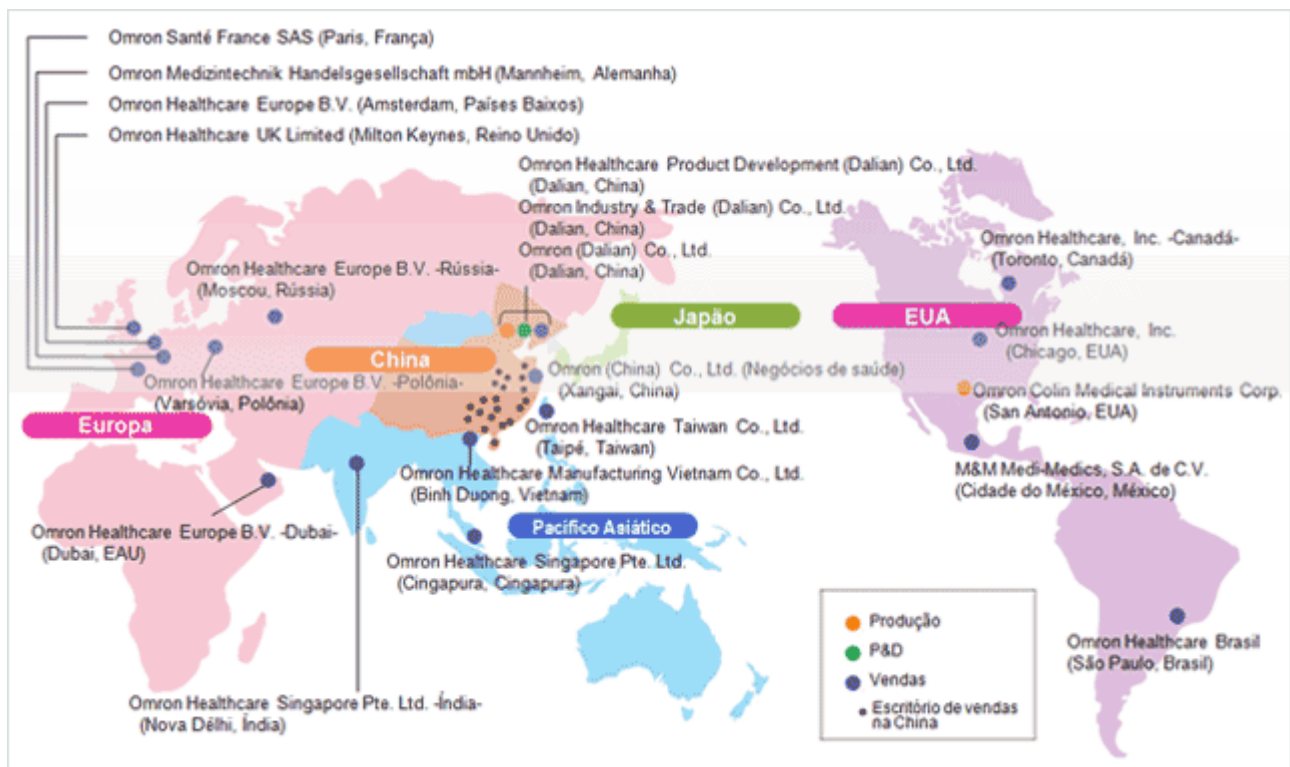 Omron Santé France SAS (Paris, França)
Omron Medizintechnik Handelsgesellschaft mbH (Mannheim, Alemanha)
Omron Healthcare Europe B.V. (Amsterdam, Países Baixos)
Omron Healthcare UK Limited (Milton Keynes, Reino Unido)
Omron Healthcare Product Development (Dalian) Co., Ltd.
(Dalian, China)
Omron Industry & Trade (Dalian) Co., Ltd.
(Dalian, China)
Omron (Dalian) Co., Ltd.
(Dalian, China)
Omron Healthcare, Inc. -Canadá-
(Toronto, Canadá)
Omron Healthcare Europe B.V. -Rússia-
(Moscou, Rússia)
Japão
EUA
China
Omron Healthcare, Inc.
(Chicago, EUA)
Omron (China) Co., Ltd. (Negócios de saúde)
(Xangai, China)
Omron Healthcare Europe B.V. -Polônia-
(Varsóvia, Polônia)
Omron Colin Medical Instruments Corp.
(San Antonio, EUA)
Europa
Omron Healthcare Taiwan Co., Ltd.
(Taipé, Taiwan)
Omron Healthcare Manufacturing Vietnam Co., Ltd.
(Binh Duong, Vietnam)
M&M Medi-Medics, S.A. de C.V.
(Cidade do México, México)
Omron Healthcare Europe B.V. -Dubai-
(Dubai, EAU)
Pacífico Asiático
Omron Healthcare Singapore Pte. Ltd.
(Cingapura, Cingapura)
Produção
P&D
Vendas
Escritório de vendas
na China
Omron Healthcare Brasil
(São Paulo, Brasil)
Omron Healthcare Singapore Pte. Ltd. -Índia-
(Nova Délhi, Índia)